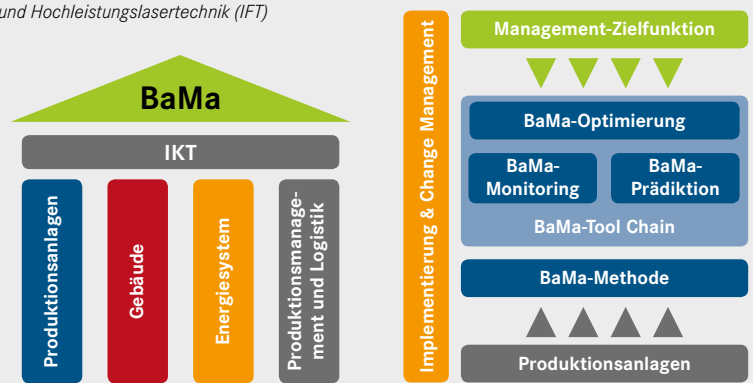 und Hochleistungslasertechnik (IFT)
BaMa
IKT
Produktionsanlagen
Gebäude
Energiesystem
Produktionsmanage-
ment und Logistik
Implementierung & Change Management
Management-Zielfunktion
BaMa-Optimierung
BaMa-
Monitoring
BaMa-
Prädiktion
BaMa-Tool Chain
BaMa-Methode
Produktionsanlagen